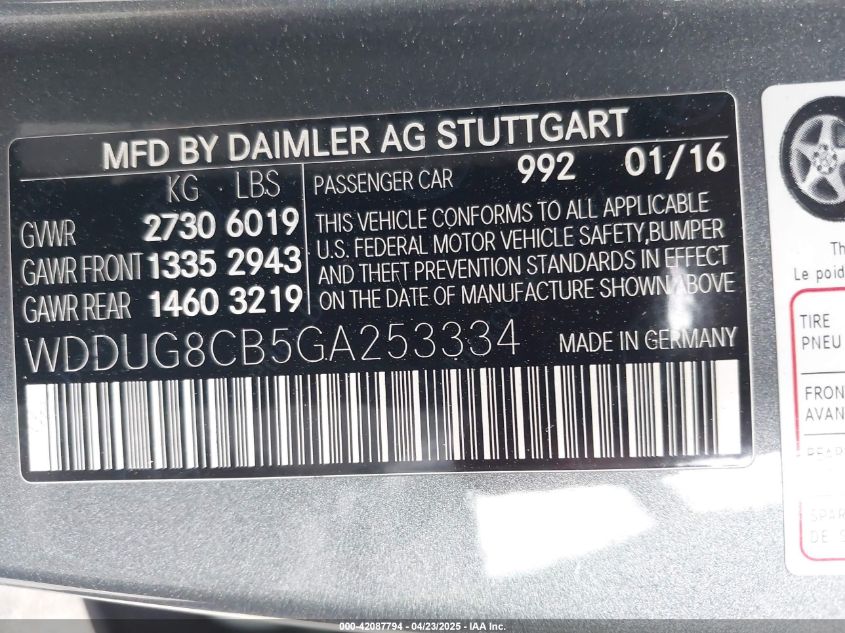 MFD BY DAIMLER AG STUTTGART
KG LBS
GVWR 2730 6019
GAWR FRONT 1335 2943
GAWR REAR 1460 3219
PASSENGER CAR 992 01/16
THIS VEHICLE CONFORMS TO ALL APPLICABLE
U.S. FEDERAL MOTOR VEHICLE SAFETY, BUMPER
AND THEFT PREVENTION STANDARDS IN EFFECT
ON THE DATE OF MANUFACTURE SHOWN ABOVE
WDDUG8CB5GA253334 MADE IN GERMANY
Th
Le poid
TIRE
PNEU
FRON
AVAN
REAR
SPAR
DE
000-42087794 - 04/23/2025 - IAA Inc.